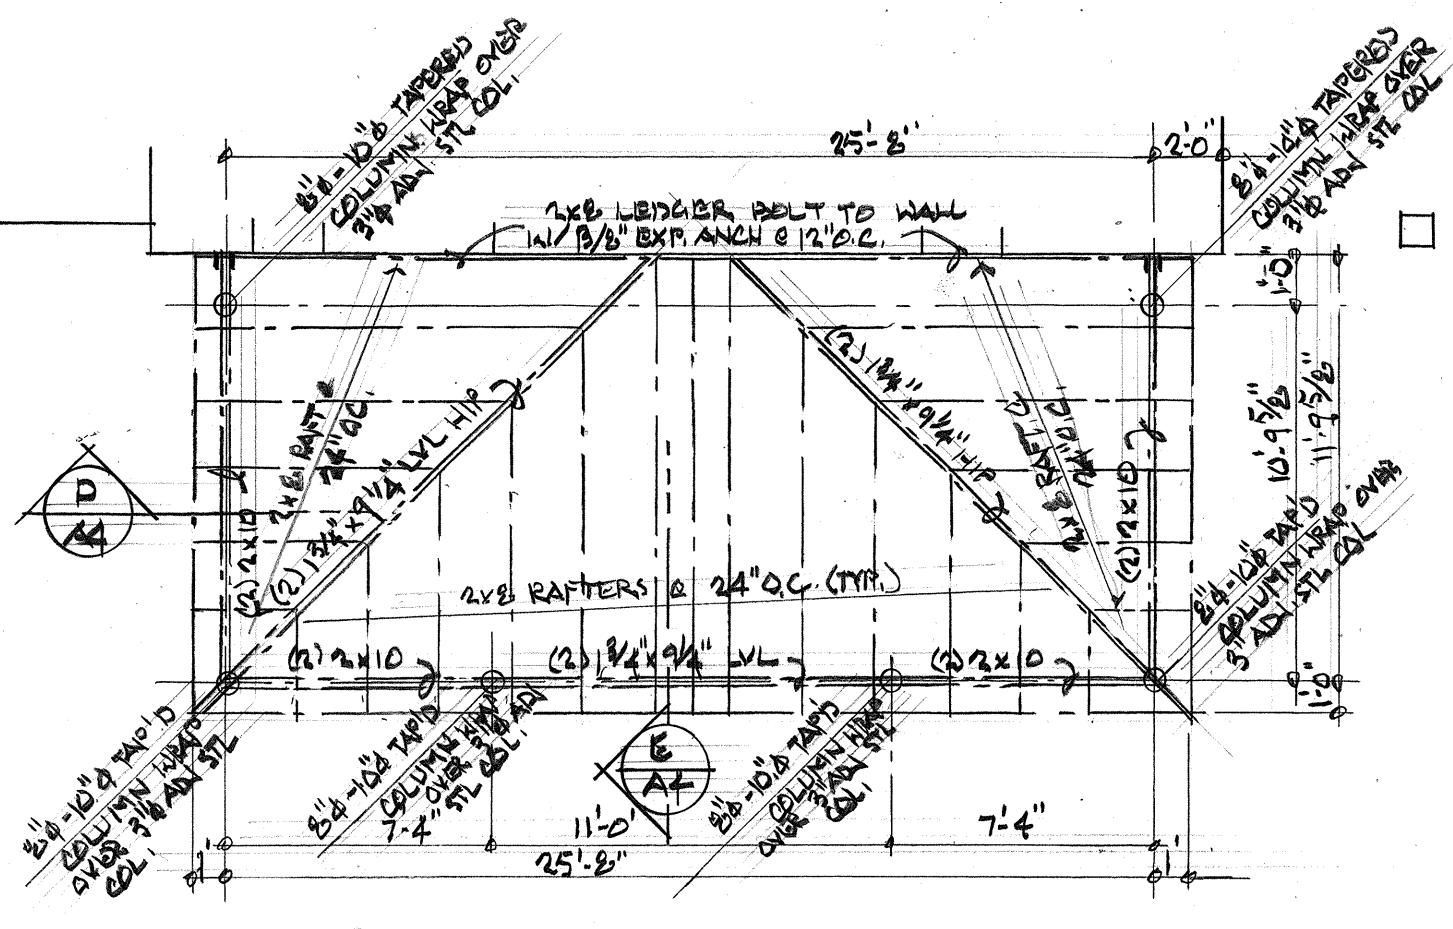 8"ϕ-10"ϕ TAPERED
COLUMN WRAP OVER
3"ϕ ADJ STL COL.
25'-8"
2'-0"
8"ϕ-10"ϕ TAPERED
COLUMN WRAP OVER
3"ϕ ADJ STL COL
2x8 LEDGER BOLT TO WALL
W/ 3/8" EXP. ANCH @ 12" O.C.
1'-0"
10'-9 5/8"
11'-9 5/8"
1'-0"
2x8 RAFT @
24" O.C.
(2) 1 3/4" x 9 1/4" LVL HIP
(2) 2x10
(2) 1 3/4" x 9 1/4" HIP
2x8 RAFT @
24" O.C.
(2) 2x10
D
A4
2x8 RAFTERS @ 24" O.C. (TYP.)
(2) 2x10
(2) 1 3/4" x 9 1/4" LVL
(2) 2x10
8"ϕ-10"ϕ TAP'D
COLUMN WRAP OVER
3" ADJ. STL COL
8"ϕ-10"ϕ TAP'D
COLUMN WRAP
OVER 3"ϕ ADJ STL
COL.
8"ϕ-10"ϕ TAP'D
COLUMN WRAP
OVER 3"ϕ ADJ
STL COL.
E
A4
8"ϕ-10"ϕ TAP'D
COLUMN WRAP
OVER 3" ADJ STL
COL.
7'-4"
11'-0"
7'-4"
1'
25'-8"
1'